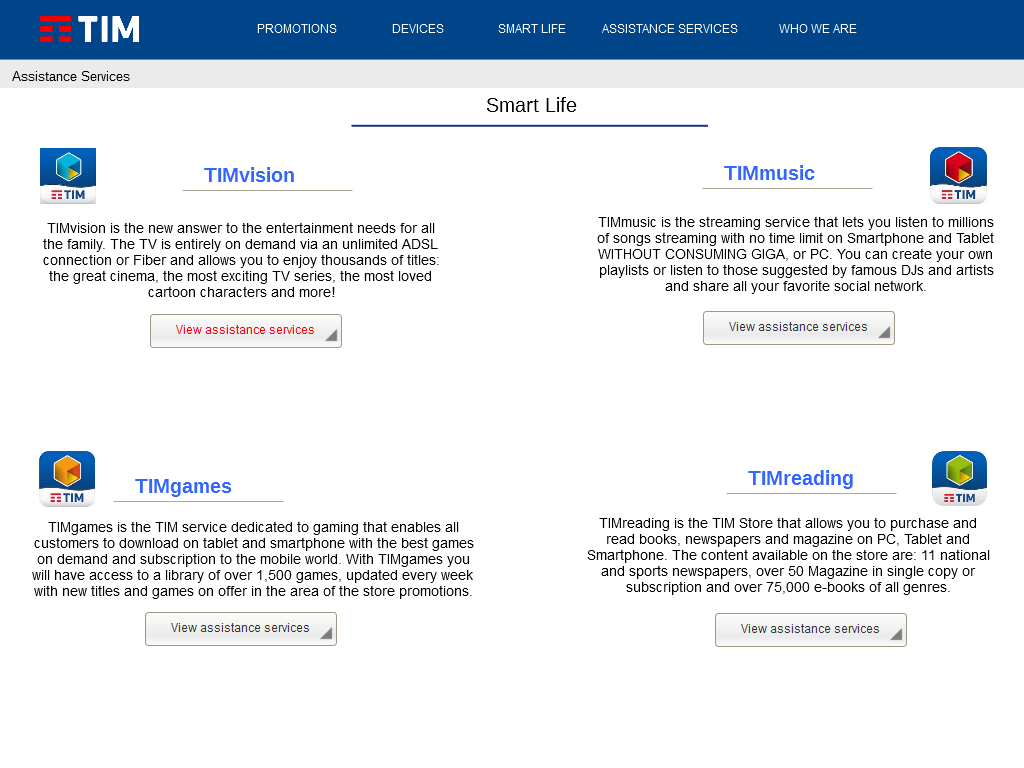 TIM
PROMOTIONS
DEVICES
SMART LIFE
ASSISTANCE SERVICES
WHO WE ARE
Assistance Services
Smart Life
TIM
TIMvision
TIMvision is the new answer to the entertainment needs for all
the family. The TV is entirely on demand via an unlimited ADSL
connection or Fiber and allows you to enjoy thousands of titles:
the great cinema, the most exciting TV series, the most loved
cartoon characters and more!
View assistance services
TIMmusic
TIM
TIMmusic is the streaming service that lets you listen to millions
of songs streaming with no time limit on Smartphone and Tablet
WITHOUT CONSUMING GIGA, or PC. You can create your own
playlists or listen to those suggested by famous DJs and artists
and share all your favorite social network.
View assistance services
TIM
TIMgames
TIMgames is the TIM service dedicated to gaming that enables all
customers to download on tablet and smartphone with the best games
on demand and subscription to the mobile world. With TIMgames you
will have access to a library of over 1,500 games, updated every week
with new titles and games on offer in the area of the store promotions.
View assistance services
TIMreading
TIM
TIMreading is the TIM Store that allows you to purchase and
read books, newspapers and magazine on PC, Tablet and
Smartphone. The content available on the store are: 11 national
and sports newspapers, over 50 Magazine in single copy or
subscription and over 75,000 e-books of all genres.
View assistance services